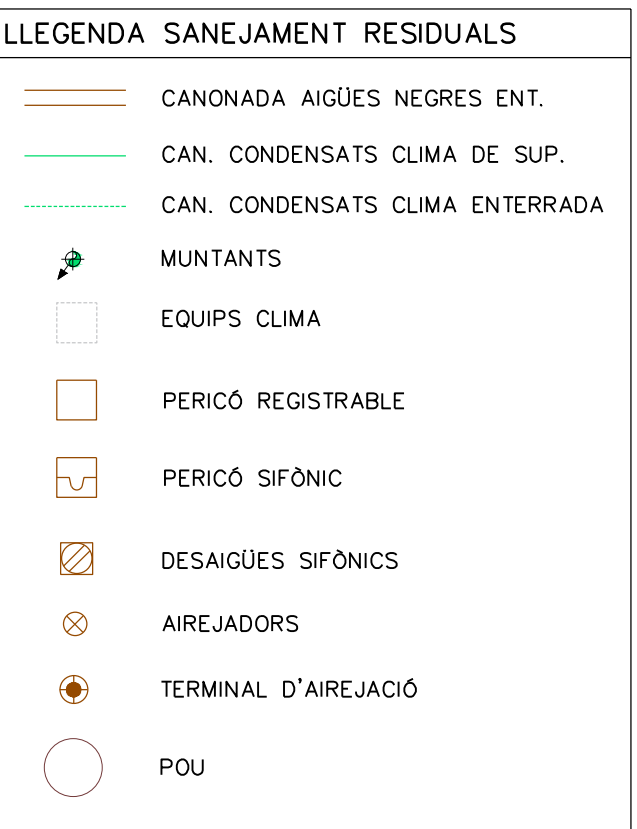 LLEGENDA SANEJAMENT RESIDUALS
CANONADA AIGÜES NEGRES ENT.
CAN. CONDENSATS CLIMA DE SUP.
CAN. CONDENSATS CLIMA ENTERRADA
MUNTANTS
EQUIPS CLIMA
PERICÓ REGISTRABLE
PERICÓ SIFÒNIC
DESAIGÜES SIFÒNICS
AIREJADORS
TERMINAL D'AIREJACIÓ
POU